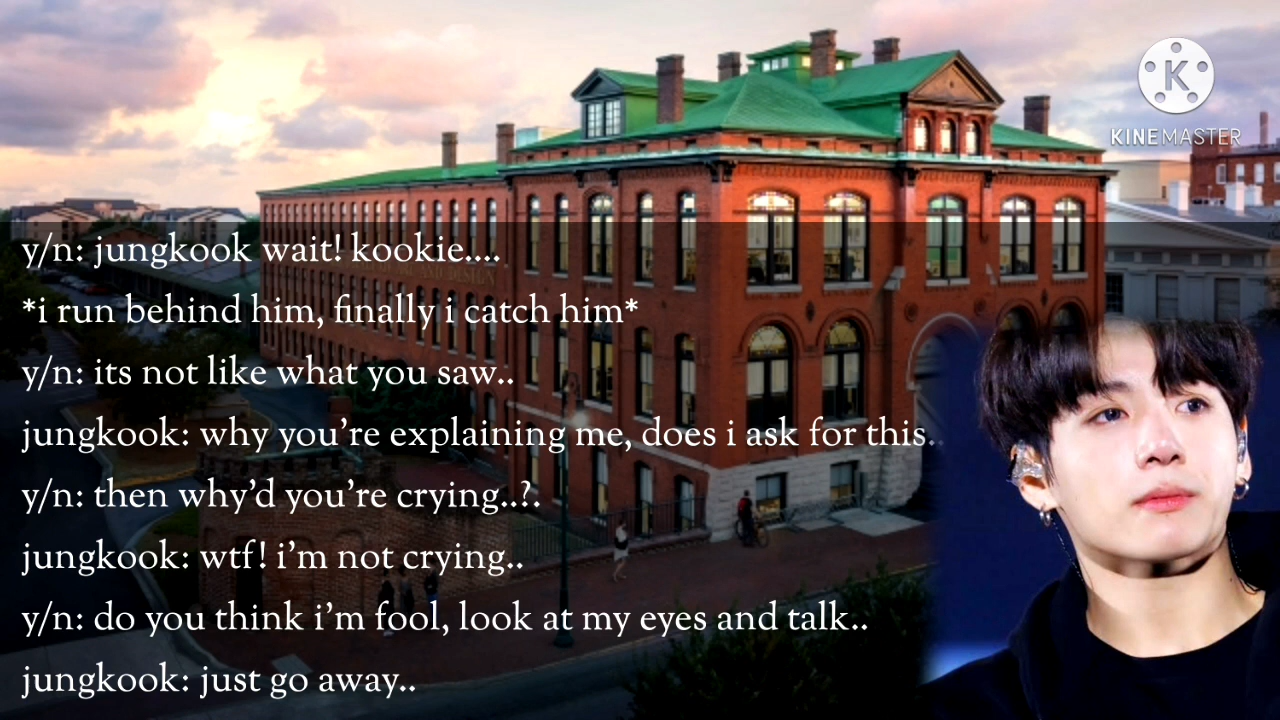 KINEMASTER
y/n: jungkook wait! kookie....
*i run behind him, finally i catch him*
y/n: its not like what you saw..
jungkook: why you're explaining me, does i ask for this..
y/n: then why'd you're crying..?.
jungkook: wtf! i'm not crying..
y/n: do you think i'm fool, look at my eyes and talk..
jungkook: just go away..